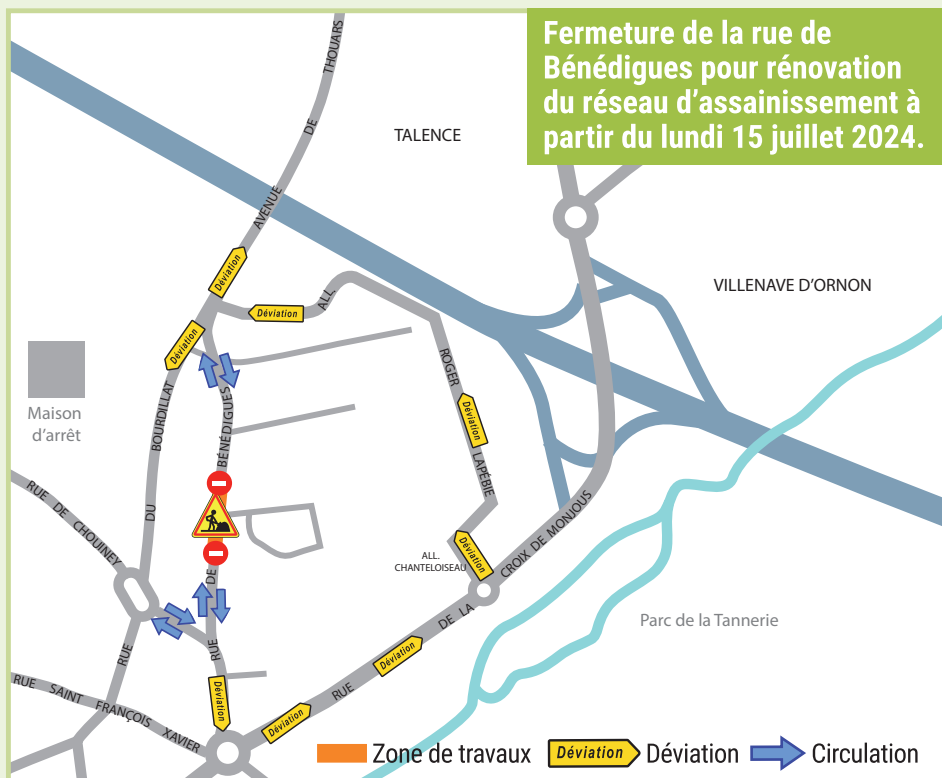 Fermeture de la rue de
Bénédigues pour rénovation
du réseau d'assainissement à
partir du lundi 15 juillet 2024.
AVENUE DE THOUARS
TALENCE
VILLENAVE D'ORNON
Déviation
Déviation
Déviation
ALL. ROGER LAPÉBIE
Déviation
Maison
d'arrêt
RUE DU BOURDILLAT
RUE DE BÉNÉDIGUES
RUE DE CHOUINEY
ALL.
CHANTELOISEAU
Déviation
RUE DE LA CROIX DE MONJOUS
Parc de la Tannerie
Déviation
Déviation
Déviation
RUE SAINT FRANÇOIS XAVIER
Zone de travaux
Déviation
Déviation
Circulation